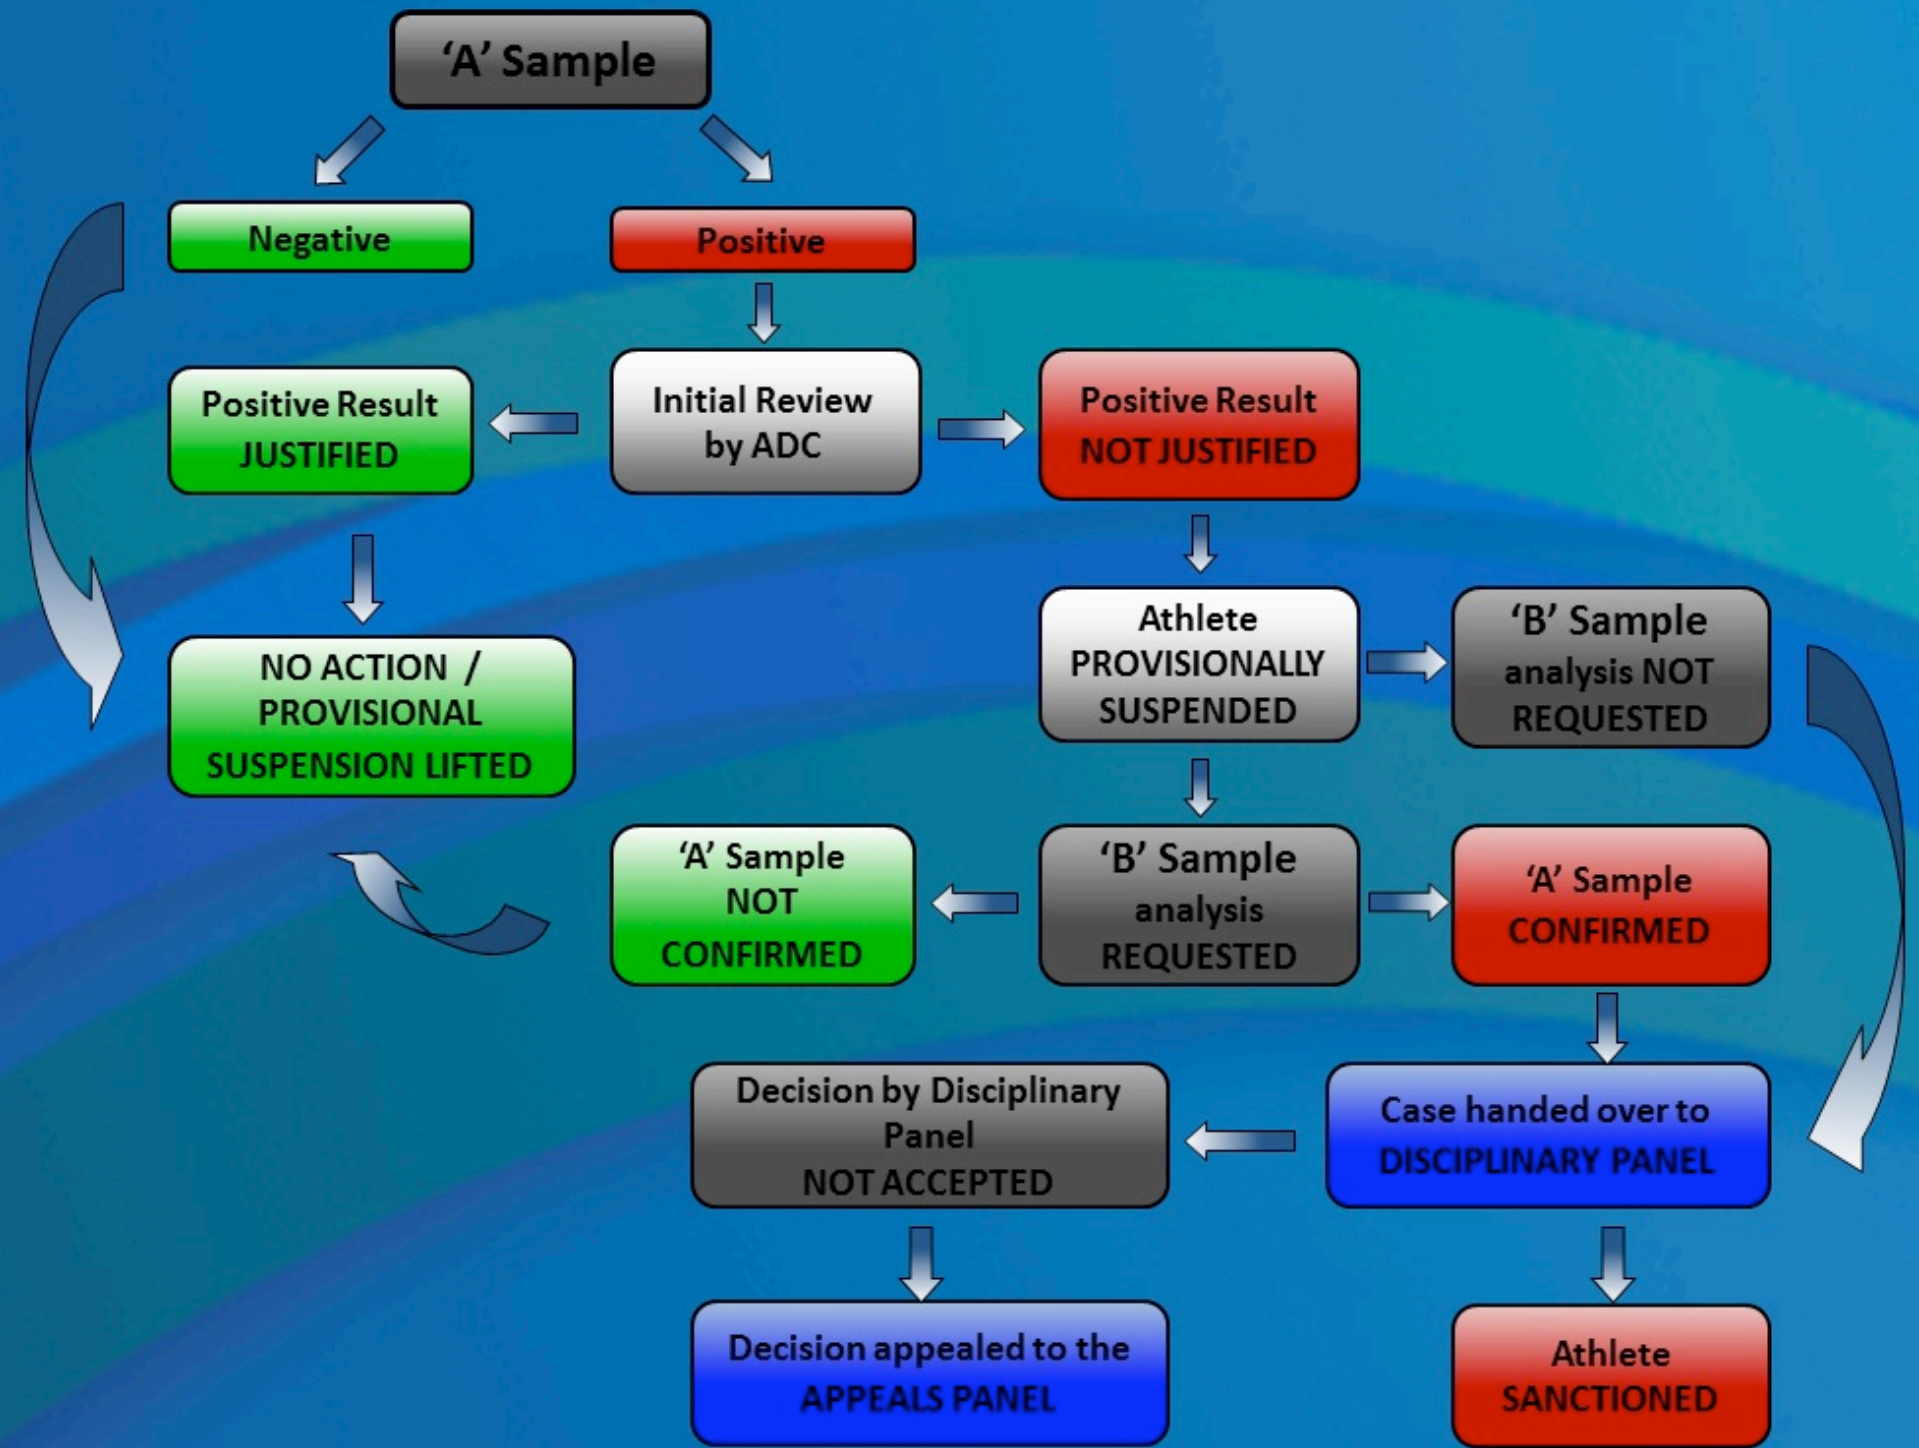 ‘A’ Sample
Negative
Positive
Positive Result
JUSTIFIED
Initial Review
by ADC
Positive Result
NOT JUSTIFIED
NO ACTION /
PROVISIONAL
SUSPENSION LIFTED
Athlete
PROVISIONALLY
SUSPENDED
‘B’ Sample
analysis NOT
REQUESTED
‘A’ Sample
NOT
CONFIRMED
‘B’ Sample
analysis
REQUESTED
‘A’ Sample
CONFIRMED
Decision by Disciplinary
Panel
NOT ACCEPTED
Case handed over to
DISCIPLINARY PANEL
Decision appealed to the
APPEALS PANEL
Athlete
SANCTIONED